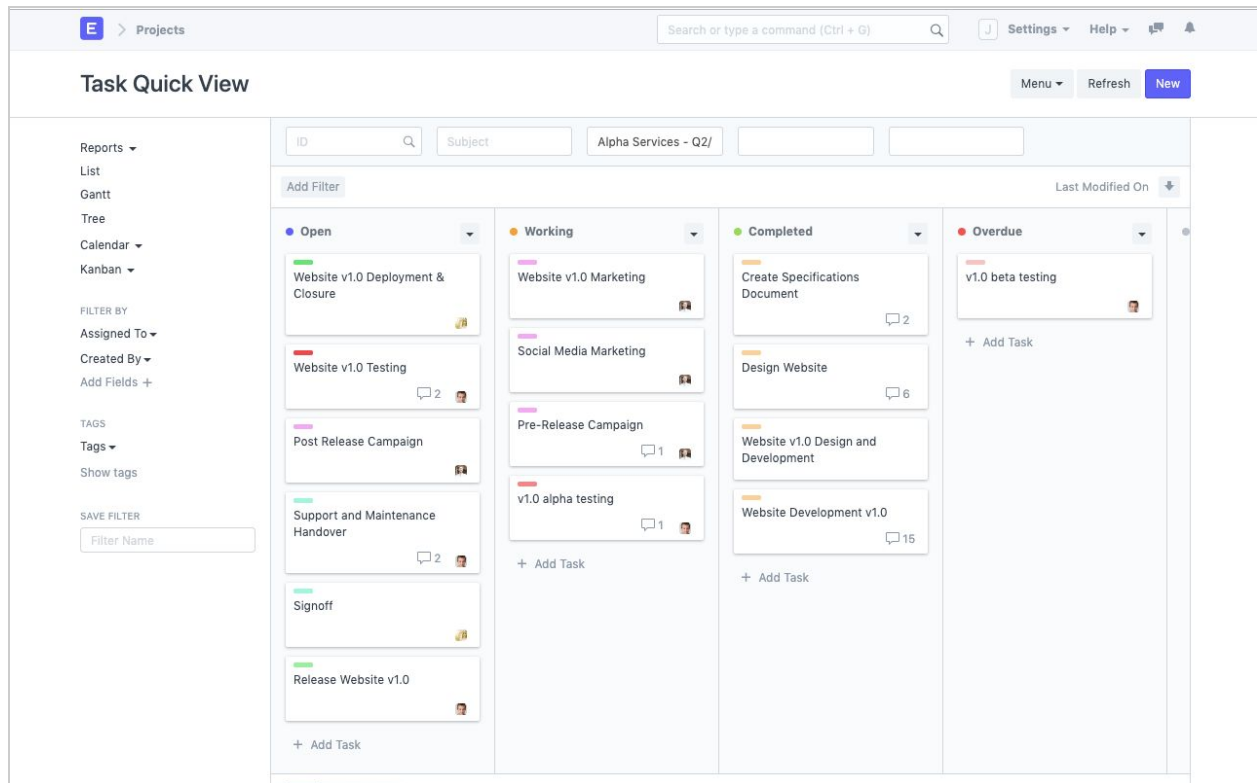 E
Projects
Search or type a command (Ctrl + G)
J
Settings
Help
Task Quick View
Menu
Refresh
New
Reports
List
Gantt
Tree
Calendar
Kanban
FILTER BY
Assigned To
Created By
Add Fields +
TAGS
Tags
Show tags
SAVE FILTER
Filter Name
ID
Subject
Alpha Services - Q2/
Add Filter
Last Modified On
Open
Website v1.0 Deployment &
Closure
Website v1.0 Testing
2
Post Release Campaign
Support and Maintenance
Handover
2
Signoff
Release Website v1.0
+ Add Task
Working
Website v1.0 Marketing
Social Media Marketing
Pre-Release Campaign
1
v1.0 alpha testing
1
+ Add Task
Completed
Create Specifications
Document
2
Design Website
6
Website v1.0 Design and
Development
Website Development v1.0
15
+ Add Task
Overdue
v1.0 beta testing
+ Add Task